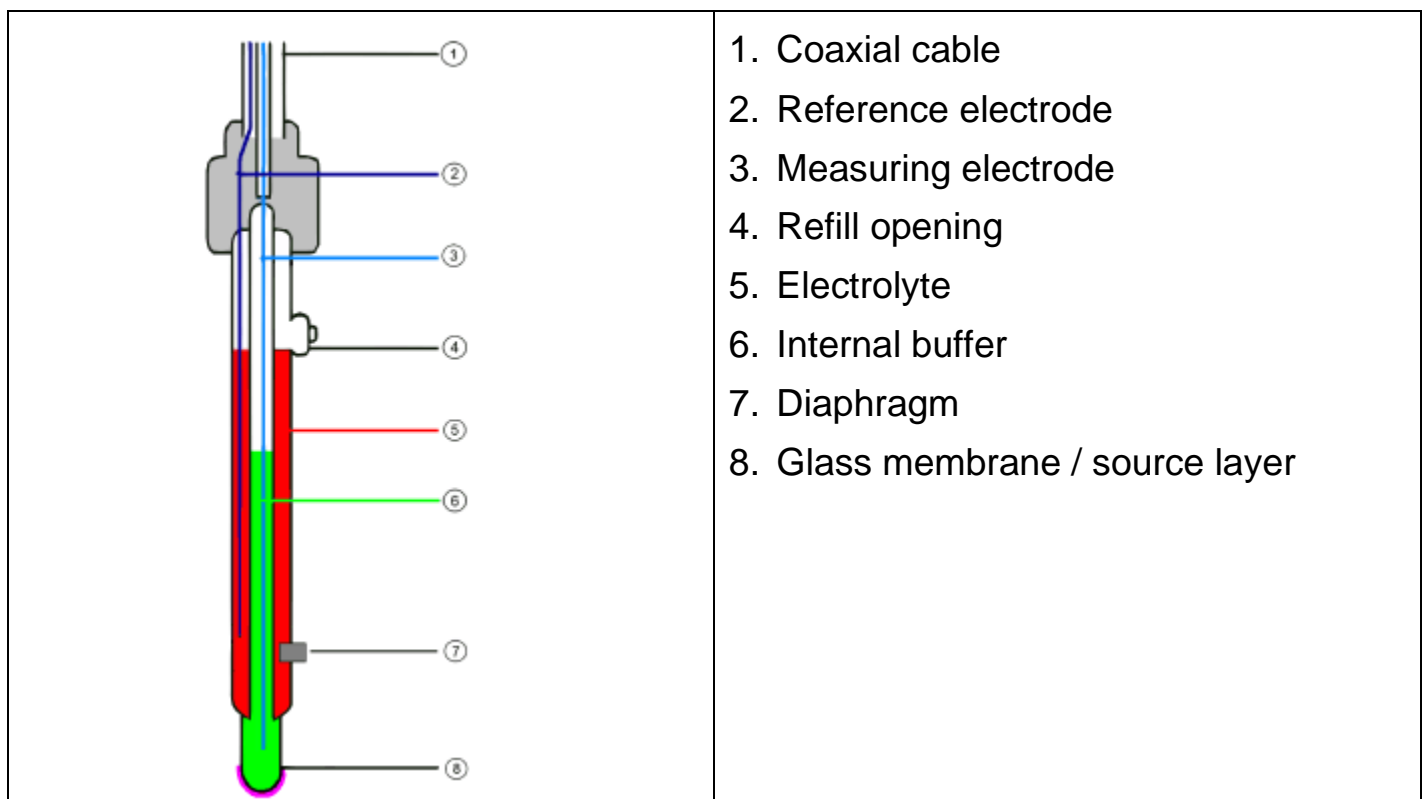 1
2
3
4
5
6
7
8
1. Coaxial cable
2. Reference electrode
3. Measuring electrode
4. Refill opening
5. Electrolyte
6. Internal buffer
7. Diaphragm
8. Glass membrane / source layer